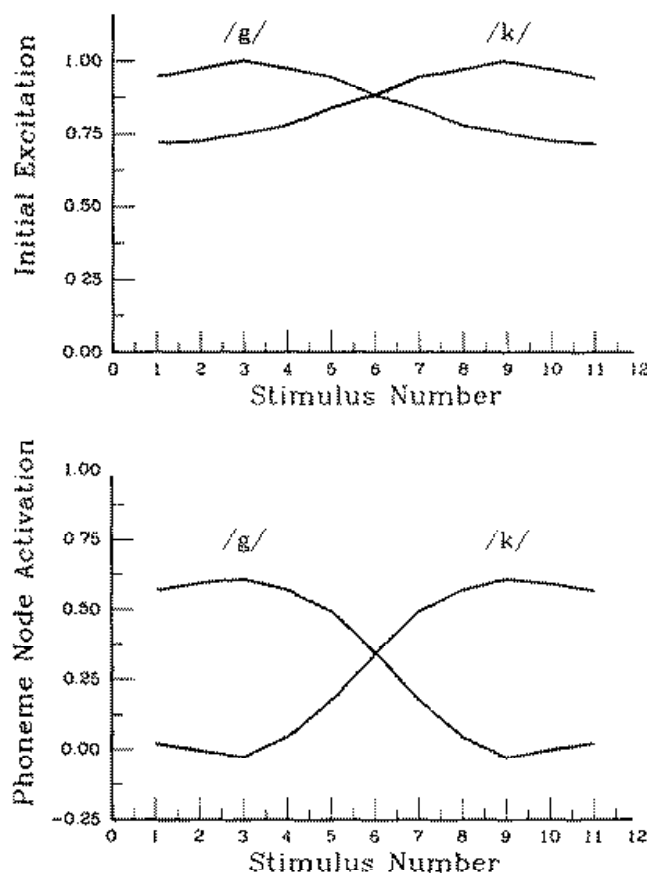 /g/ /k/
Initial Excitation
1.00
0.75
0.50
0.25
0.00
0 1 2 3 4 5 6 7 8 9 10 11 12
Stimulus Number
/g/ /k/
Phoneme Node Activation
1.00
0.75
0.50
0.25
0.00
-0.25
0 1 2 3 4 5 6 7 8 9 10 11 12
Stimulus Number